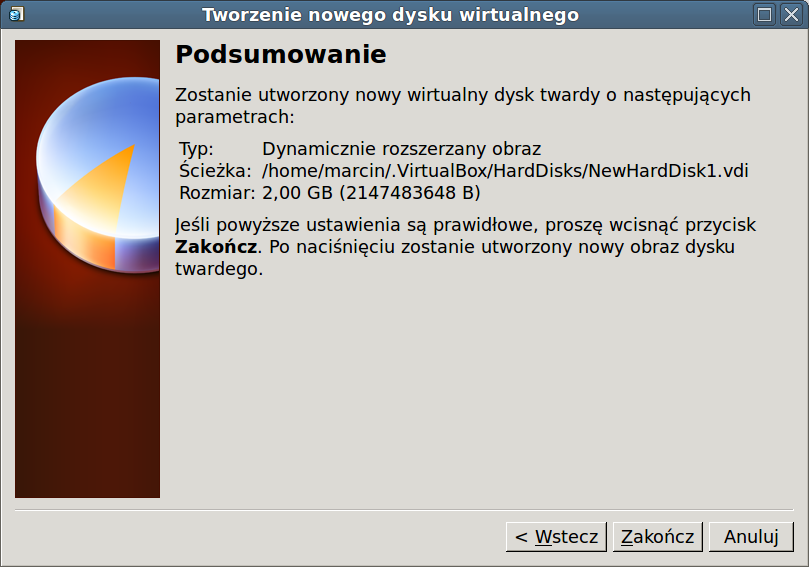 Tworzenie nowego dysku wirtualnego
Podsumowanie
Zostanie utworzony nowy wirtualny dysk twardy o następujących
parametrach:
Typ: Dynamicznie rozszerzany obraz
Ścieżka: /home/marcin/.VirtualBox/HardDisks/NewHardDisk1.vdi
Rozmiar: 2,00 GB (2147483648 B)
Jeśli powyższe ustawienia są prawidłowe, proszę wcisnąć przycisk
Zakończ. Po naciśnięciu zostanie utworzony nowy obraz dysku
twardego.
< Wstecz Zakończ Anuluj